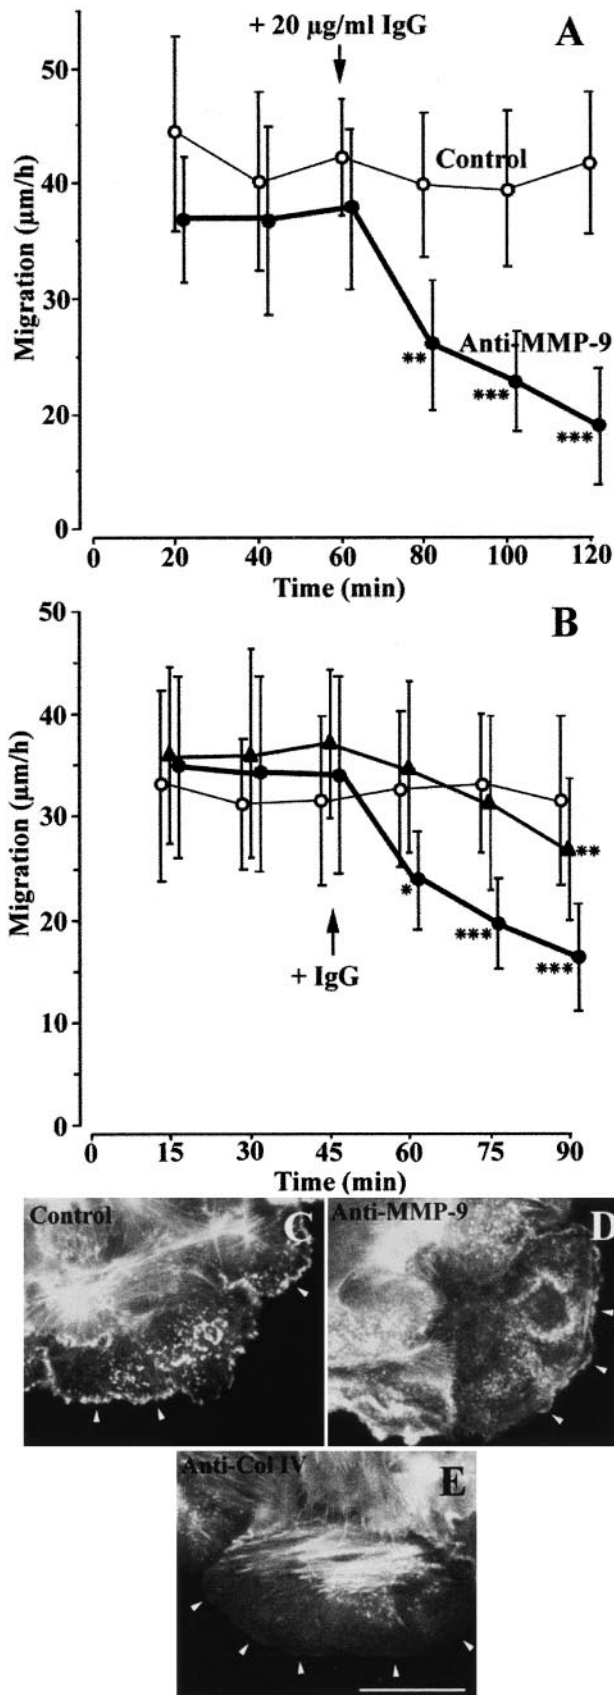 + 20 µg/ml IgG
A
50
40
30
20
0
Migration (µm/h)
Control
Anti-MMP-9
**
***
***
0 20 40 60 80 100 120
Time (min)
B
50
40
30
20
10
0
Migration (µm/h)
*
***
***
**
+ IgG
0 15 30 45 60 75 90
Time (min)
Control C
Anti-MMP-9 D
Anti-Col IV E